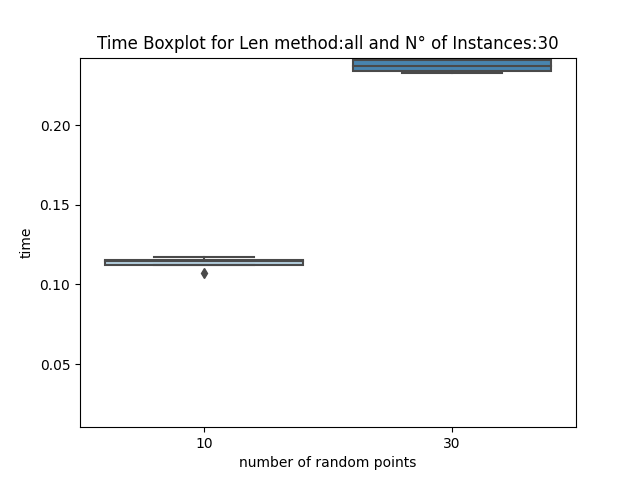 Time Boxplot for Len method:all and N° of Instances:30
0.20
0.15
time
0.10
0.05
10
30
number of random points